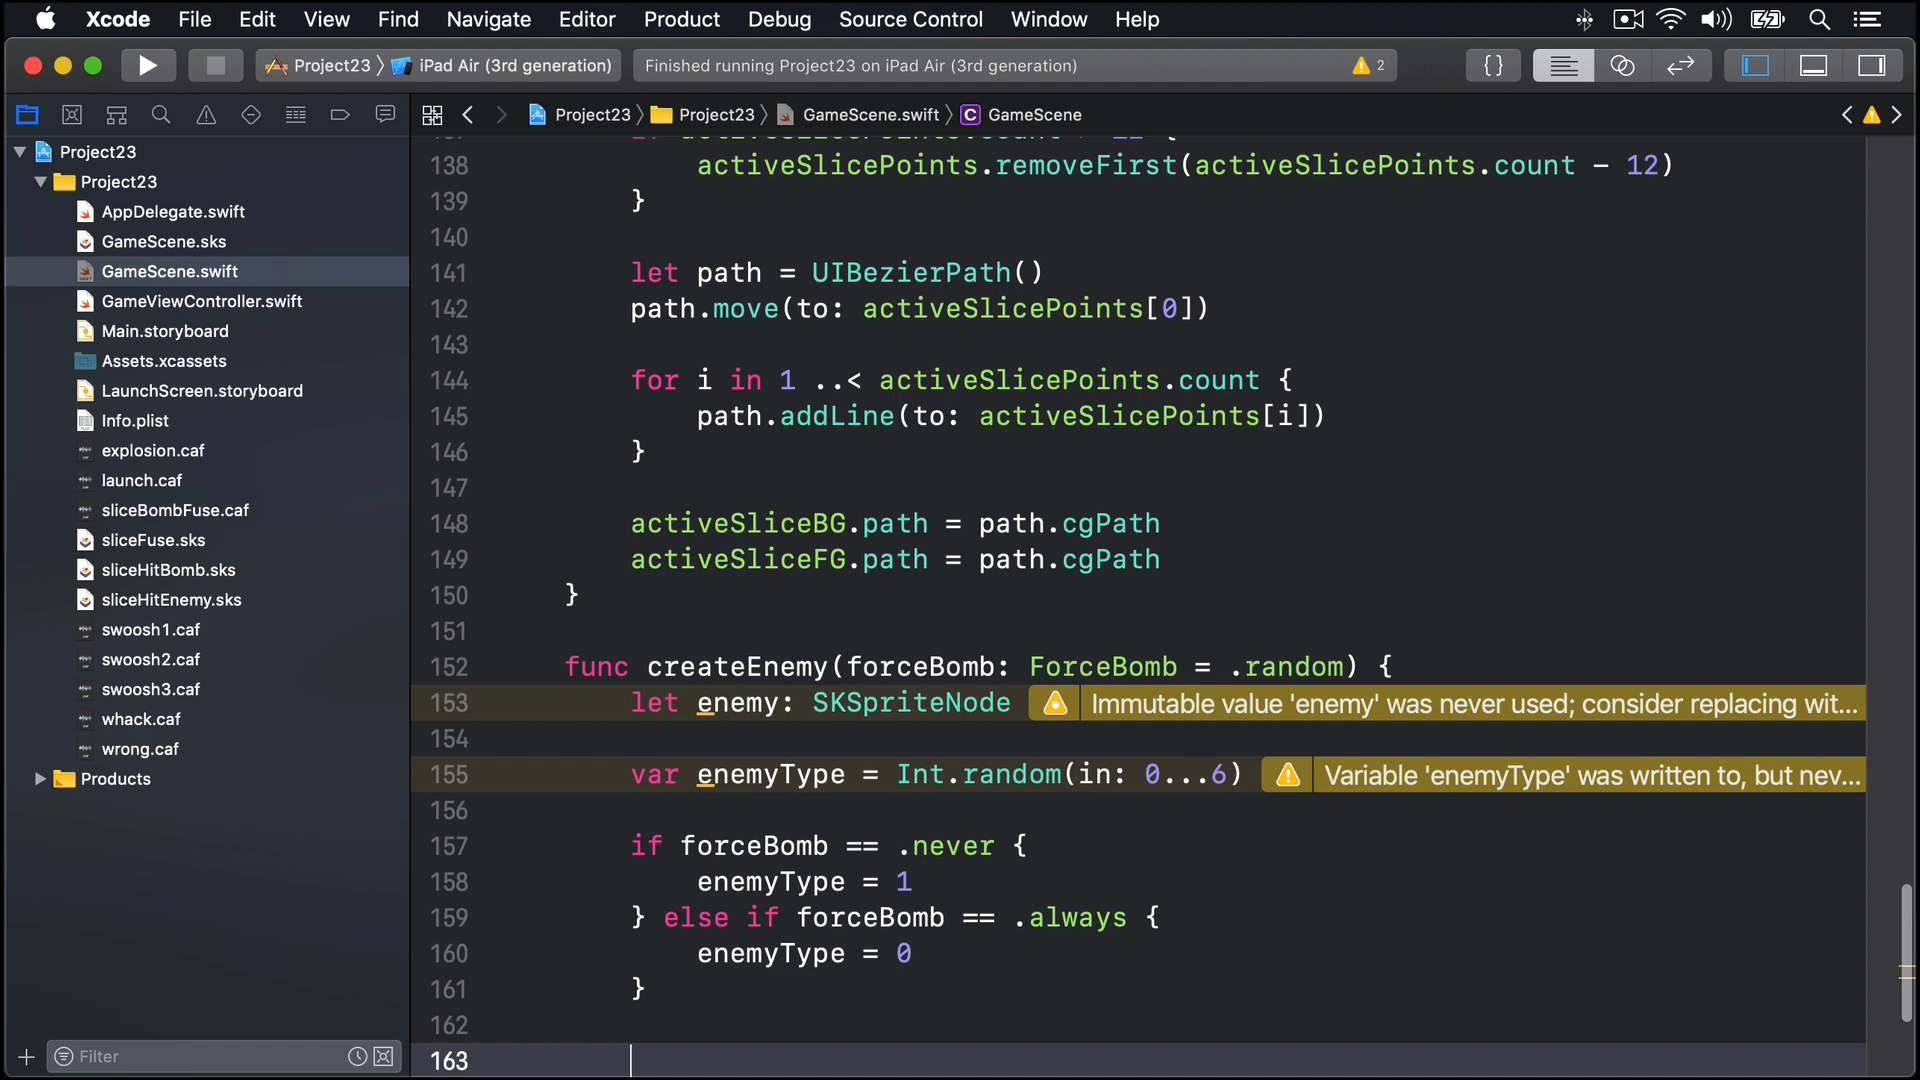 Xcode File Edit View Find Navigate Editor Product Debug Source Control Window Help
Project23 iPad Air (3rd generation) Finished running Project23 on iPad Air (3rd generation) 2 {}
Project23 Project23 GameScene.swift C GameScene
Project23
Project23
AppDelegate.swift
GameScene.sks
GameScene.swift
GameViewController.swift
Main.storyboard
Assets.xcassets
LaunchScreen.storyboard
Info.plist
explosion.caf
launch.caf
sliceBombFuse.caf
sliceFuse.sks
sliceHitBomb.sks
sliceHitEnemy.sks
swoosh1.caf
swoosh2.caf
swoosh3.caf
whack.caf
wrong.caf
Products
Filter
138 activeSlicePoints.removeFirst(activeSlicePoints.count - 12)
139 }
140
141 let path = UIBezierPath()
142 path.move(to: activeSlicePoints[0])
143
144 for i in 1 ..< activeSlicePoints.count {
145 path.addLine(to: activeSlicePoints[i])
146 }
147
148 activeSliceBG.path = path.cgPath
149 activeSliceFG.path = path.cgPath
150 }
151
152 func createEnemy(forceBomb: ForceBomb = .random) {
153 let enemy: SKSpriteNode Immutable value 'enemy' was never used; consider replacing wit...
154
155 var enemyType = Int.random(in: 0...6) Variable 'enemyType' was written to, but nev...
156
157 if forceBomb == .never {
158 enemyType = 1
159 } else if forceBomb == .always {
160 enemyType = 0
161 }
162
163